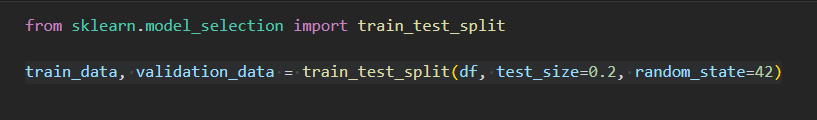 from sklearn.model_selection import train_test_split
train_data, validation_data = train_test_split(df, test_size=0.2, random_state=42)